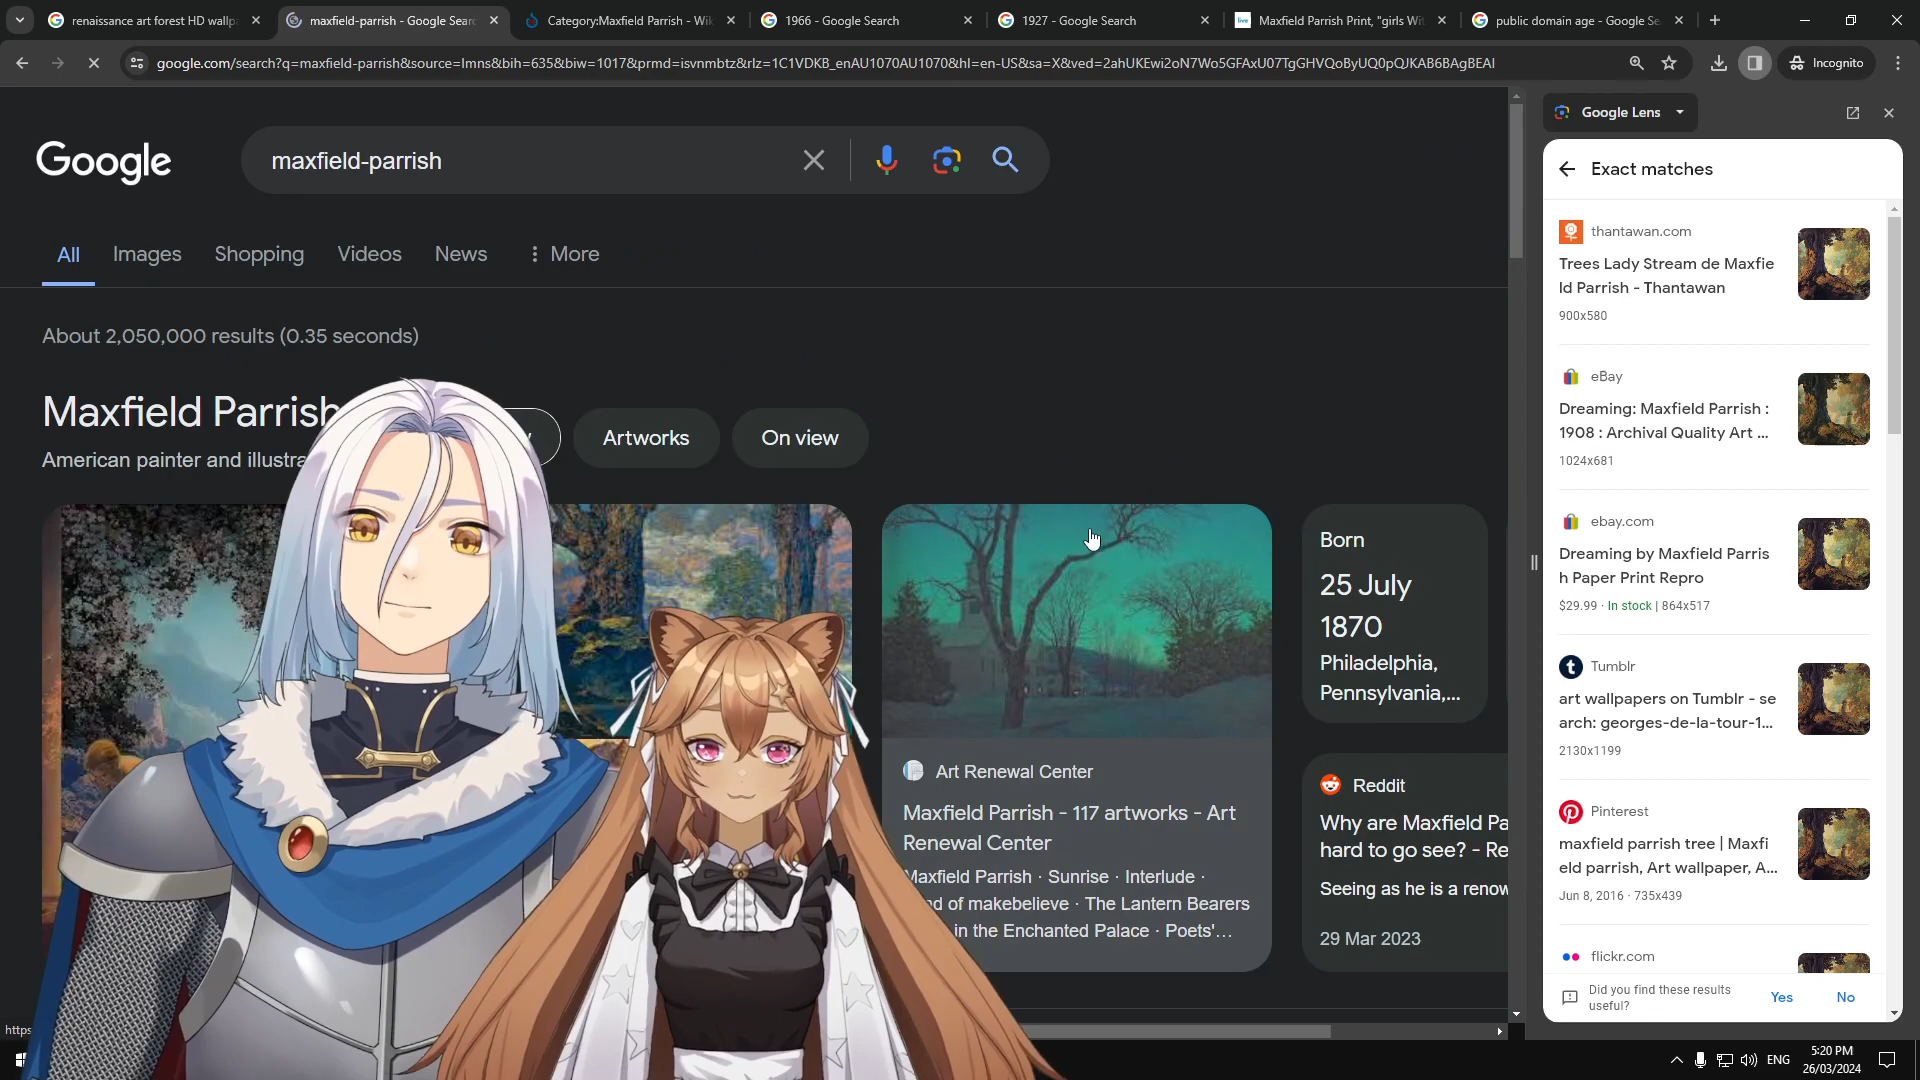 renaissance art forest HD wallp
maxfield-parrish - Google Sear
Category:Maxfield Parrish - Wik
1966 - Google Search
1927 - Google Search
Maxfield Parrish Print, "girls Wit
public domain age - Google Se
google.com/search?q=maxfield-parrish&source=lmns&bih=635&biw=1017&prmd=isvnmbtz&rlz=1C1VDKB_enAU1070AU1070&hl=en-US&sa=X&ved=2ahUKEwi2oN7Wo5GFAxU07TgGHVQoByUQ0pQJKAB6BAgBEAI
Incognito
Google
maxfield-parrish
All
Images
Shopping
Videos
News
More
About 2,050,000 results (0.35 seconds)
Maxfield Parrish
American painter and illustra
Artworks
On view
Art Renewal Center
Maxfield Parrish - 117 artworks - Art
Renewal Center
Maxfield Parrish · Sunrise · Interlude ·
nd of makebelieve · The Lantern Bearers
in the Enchanted Palace · Poets'...
Born
25 July
1870
Philadelphia,
Pennsylvania,...
Reddit
Why are Maxfield Pa
hard to go see? - Re
Seeing as he is a renow
29 Mar 2023
https
Google Lens
Exact matches
thantawan.com
Trees Lady Stream de Maxfie
ld Parrish - Thantawan
900x580
eBay
Dreaming: Maxfield Parrish :
1908 : Archival Quality Art ...
1024x681
ebay.com
Dreaming by Maxfield Parris
h Paper Print Repro
$29.99 · In stock | 864x517
Tumblr
art wallpapers on Tumblr - se
arch: georges-de-la-tour-1...
2130x1199
Pinterest
maxfield parrish tree | Maxfi
eld parrish, Art wallpaper, A...
Jun 8, 2016 · 735x439
flickr.com
Did you find these results
useful?
Yes
No
ENG
5:20 PM
26/03/2024